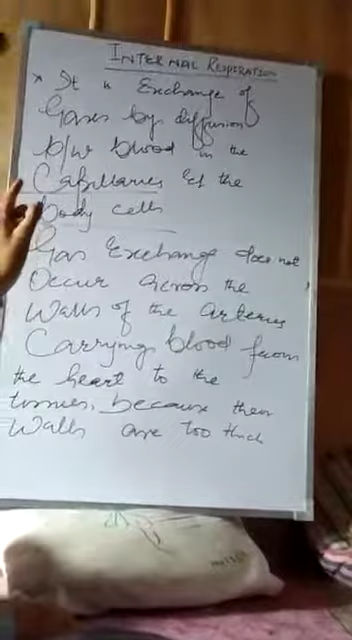 INTERNAL RESPIRATION
* It is Exchange of
Gases by diffusion
b/w blood in the
Capillaries & the
Body cells
Gas Exchange does not
Occur across the
Walls of the arteries
Carrying blood from
the heart to the
tissues, because their
Walls are too thick